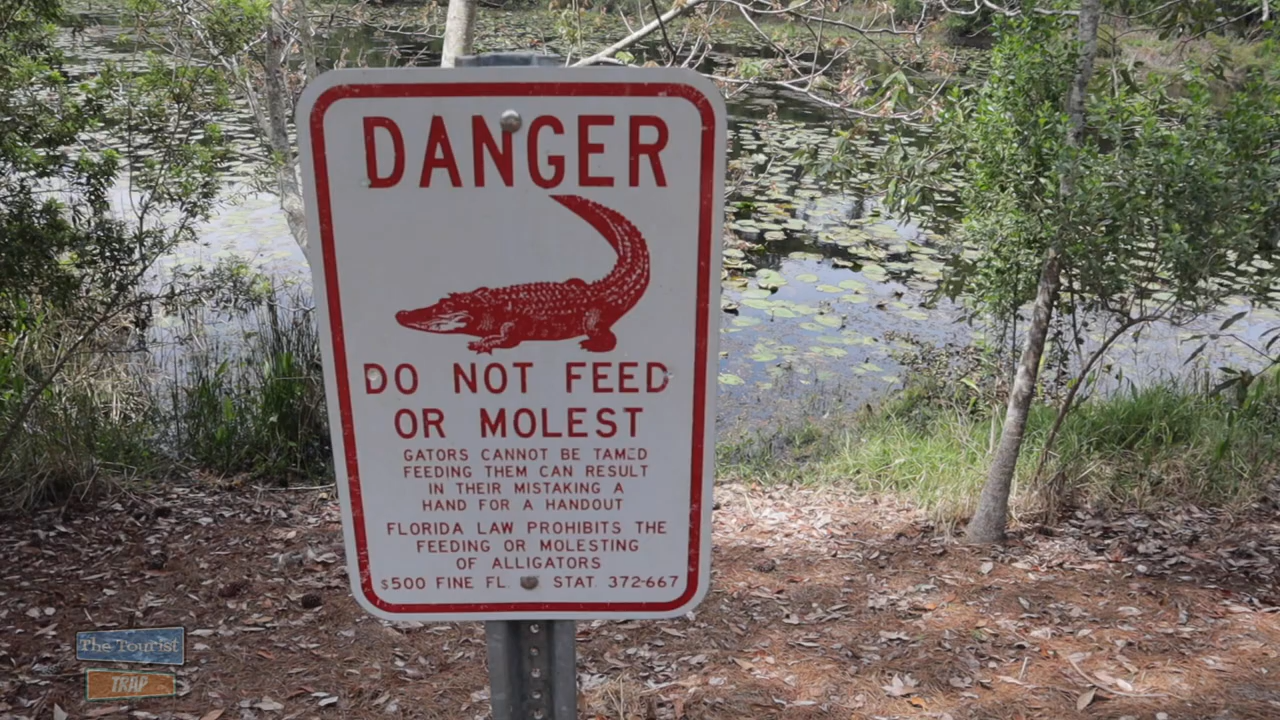 DANGER
DO NOT FEED
OR MOLEST
GATORS CANNOT BE TAMED
FEEDING THEM CAN RESULT
IN THEIR MISTAKING A
HAND FOR A HANDOUT
FLORIDA LAW PROHIBITS THE
FEEDING OR MOLESTING
OF ALLIGATORS
$500 FINE FL. STAT. 372-667
The Tourist
TRAP